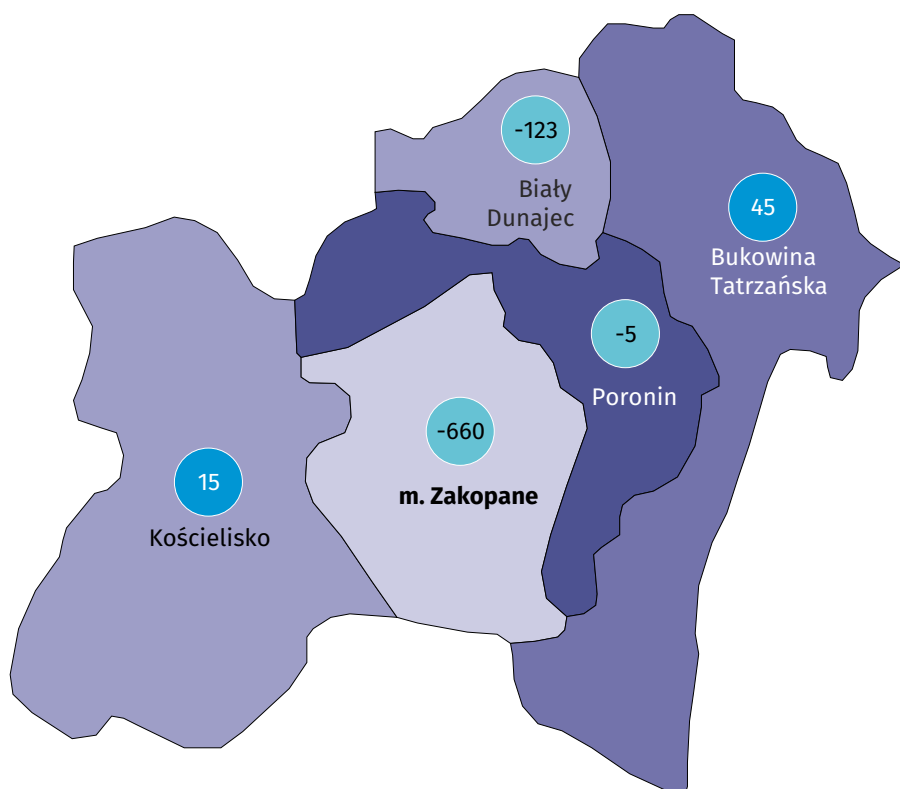 -123
Biały
Dunajec
45
Bukowina
Tatrzańska
-5
Poronin
-660
m. Zakopane
15
Kościelisko